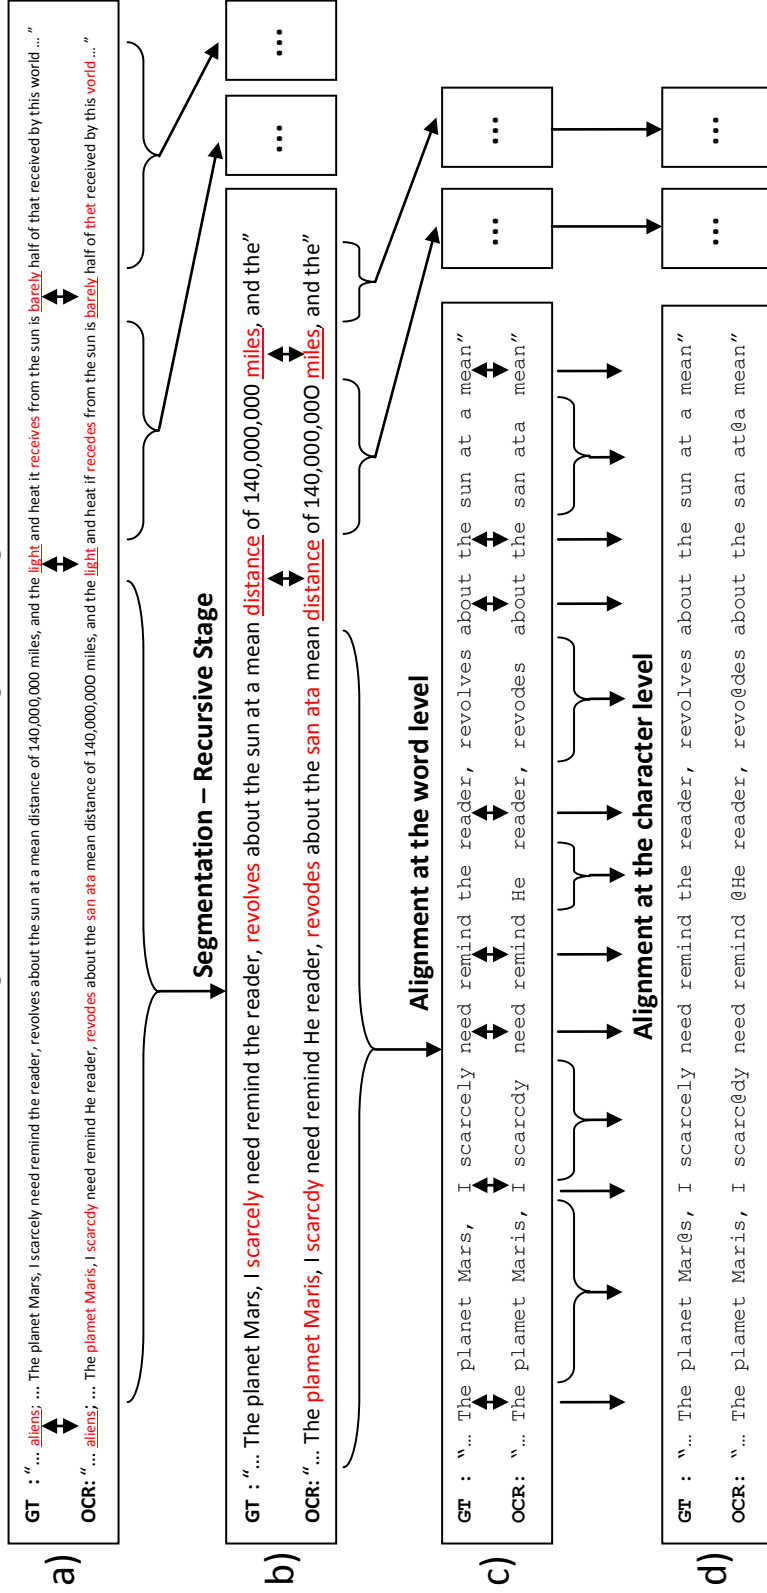 a)
GT : “... aliens; ... The planet Mars, I scarcely need remind the reader, revolves about the sun at a mean distance of 140,000,000 miles, and the light and heat it receives from the sun is barely half of that received by this world ... ”
OCR: “... aliens; ... The plamet Maris, I scarcdy need remind He reader, revodes about the san ata mean distance of 140,000,00O miles, and the light and heat if recedes from the sun is barely half of thet received by this vorld ... ”
Segmentation – Recursive Stage
b)
GT : “... The planet Mars, I scarcely need remind the reader, revolves about the sun at a mean distance of 140,000,000 miles, and the”
OCR: “... The plamet Maris, I scarcdy need remind He reader, revodes about the san ata mean distance of 140,000,00O miles, and the”
...
...
Alignment at the word level
c)
GT : “… The planet Mars, I scarcely need remind the reader, revolves about the sun at a mean”
OCR: “… The plamet Maris, I scarcdy need remind He reader, revodes about the san ata mean”
...
...
Alignment at the character level
d)
GT : “… The planet Mar@s, I scarcely need remind the reader, revolves about the sun at a mean”
OCR: “… The plamet Maris, I scarc@dy need remind @He reader, revo@des about the san at@a mean”
...
...